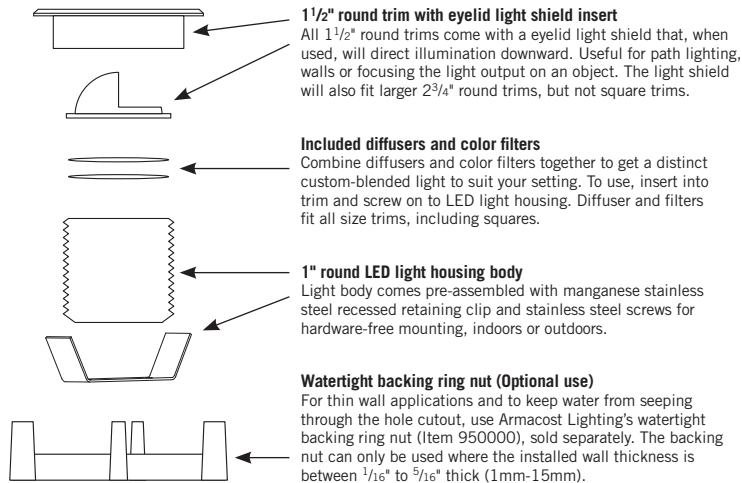 1 1/2" round trim with eyelid light shield insert
All 1 1/2" round trims come with a eyelid light shield that, when
used, will direct illumination downward. Useful for path lighting,
walls or focusing the light output on an object. The light shield
will also fit larger 2 3/4" round trims, but not square trims.
Included diffusers and color filters
Combine diffusers and color filters together to get a distinct
custom-blended light to suit your setting. To use, insert into
trim and screw on to LED light housing. Diffuser and filters
fit all size trims, including squares.
1" round LED light housing body
Light body comes pre-assembled with manganese stainless
steel recessed retaining clip and stainless steel screws for
hardware-free mounting, indoors or outdoors.
Watertight backing ring nut (Optional use)
For thin wall applications and to keep water from seeping
through the hole cutout, use Armacost Lighting's watertight
backing ring nut (Item 950000), sold separately. The backing
nut can only be used where the installed wall thickness is
between 1/16" to 5/16" thick (1mm-15mm).